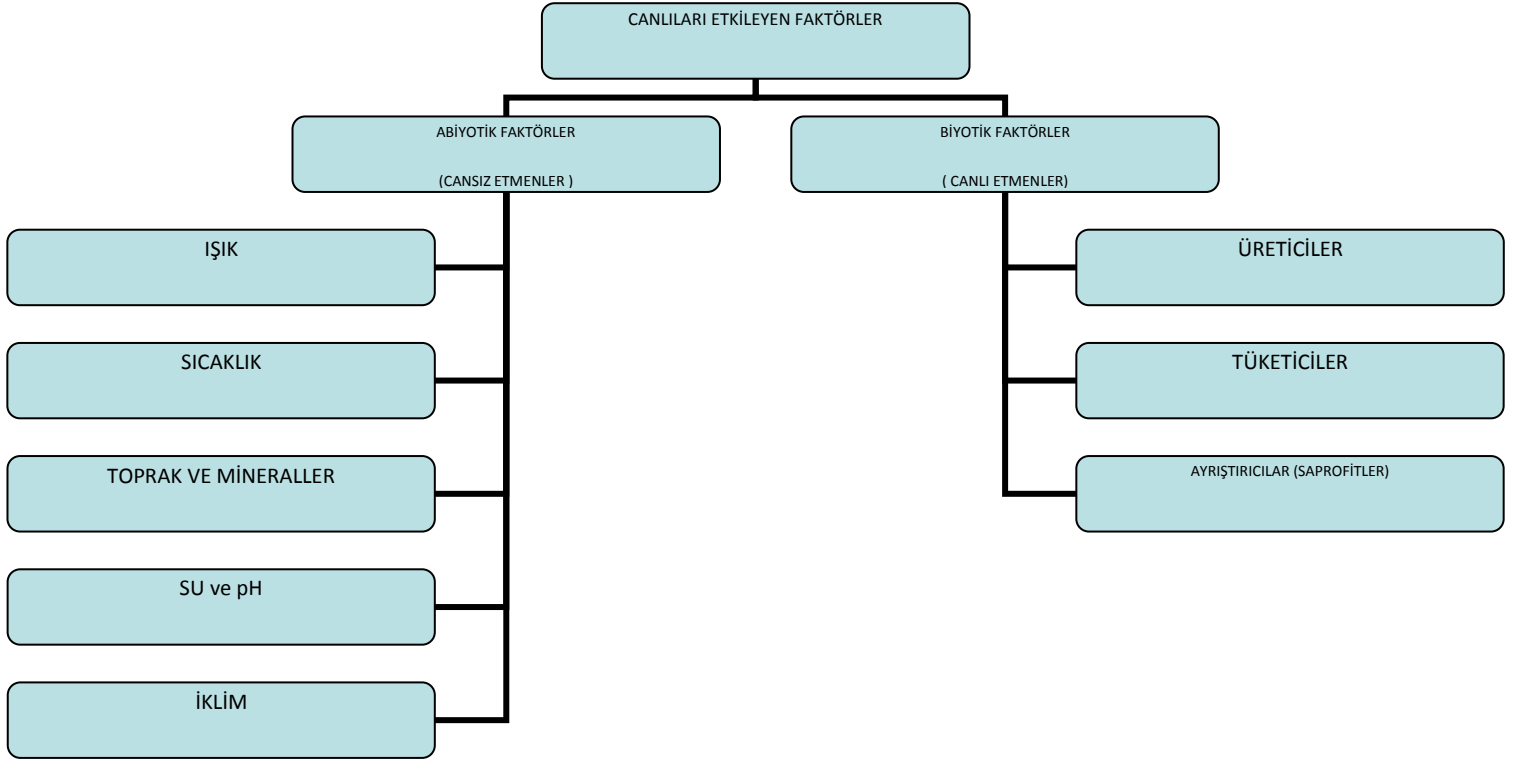 CANLILARI ETKİLEYEN FAKTÖRLER
ABİYOTİK FAKTÖRLER
(CANSIZ ETMENLER )
BİYOTİK FAKTÖRLER
( CANLI ETMENLER)
IŞIK
SICAKLIK
TOPRAK VE MİNERALLER
SU ve pH
İKLİM
ÜRETİCİLER
TÜKETİCİLER
AYRIŞTIRICILAR (SAPROFİTLER)